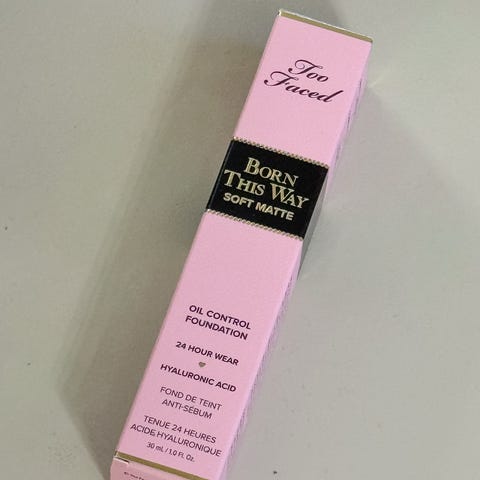 Too
Faced
BORN
THIS WAY
SOFT MATTE
OIL CONTROL
FOUNDATION
24 HOUR WEAR
HYALURONIC ACID
FOND DE TEINT
ANTI-SÉBUM
TENUE 24 HEURES
ACIDE HYALURONIQUE
30 mL / 1.0 Fl. Oz.